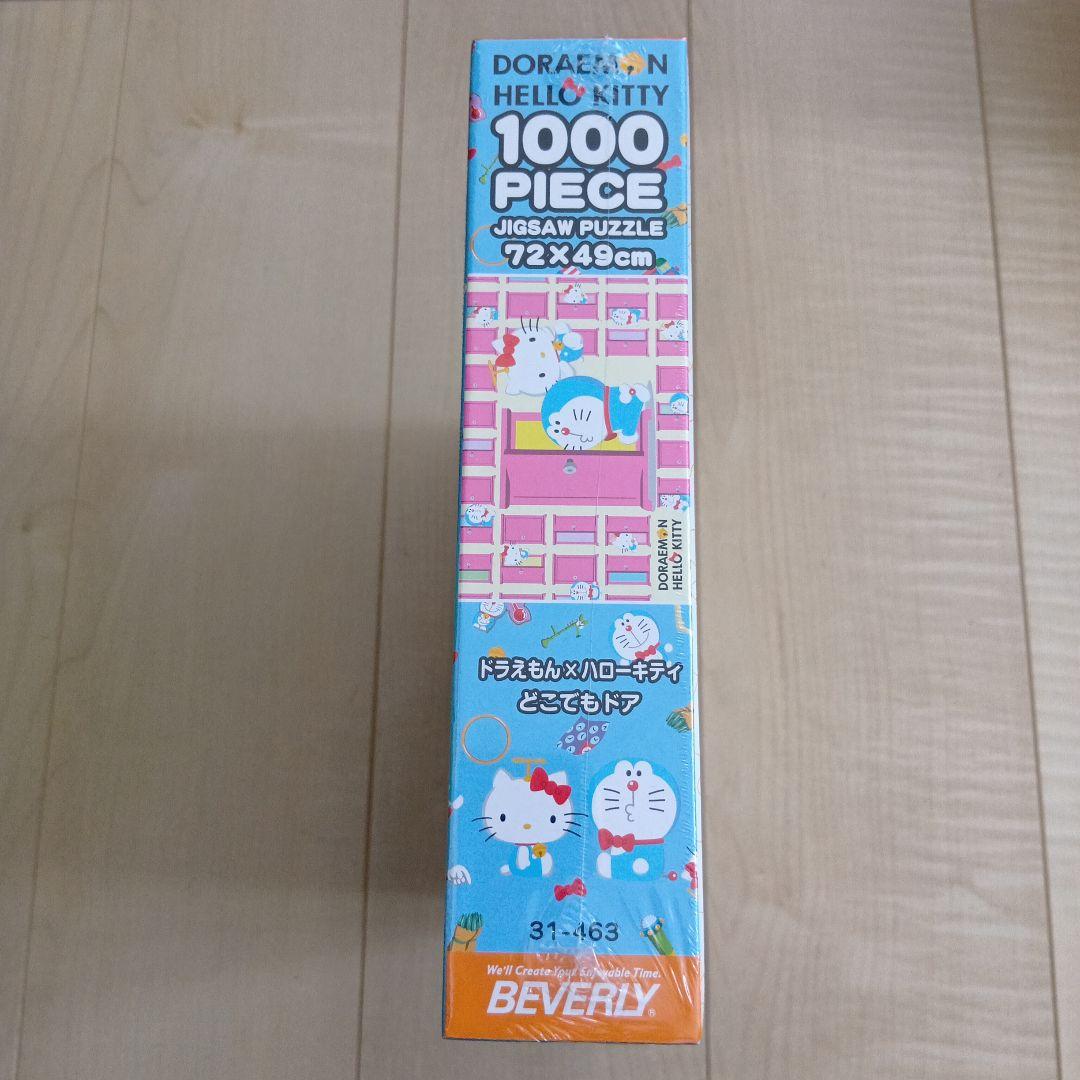 DORAEMON
HELLO KITTY
1000
PIECE
JIGSAW PUZZLE
72×49cm
DORAEMON
HELLO KITTY
ドラえもん×ハローキティ
どこでもドア
31-463
We'll Create Your Enjoyable Time.
BEVERLY®